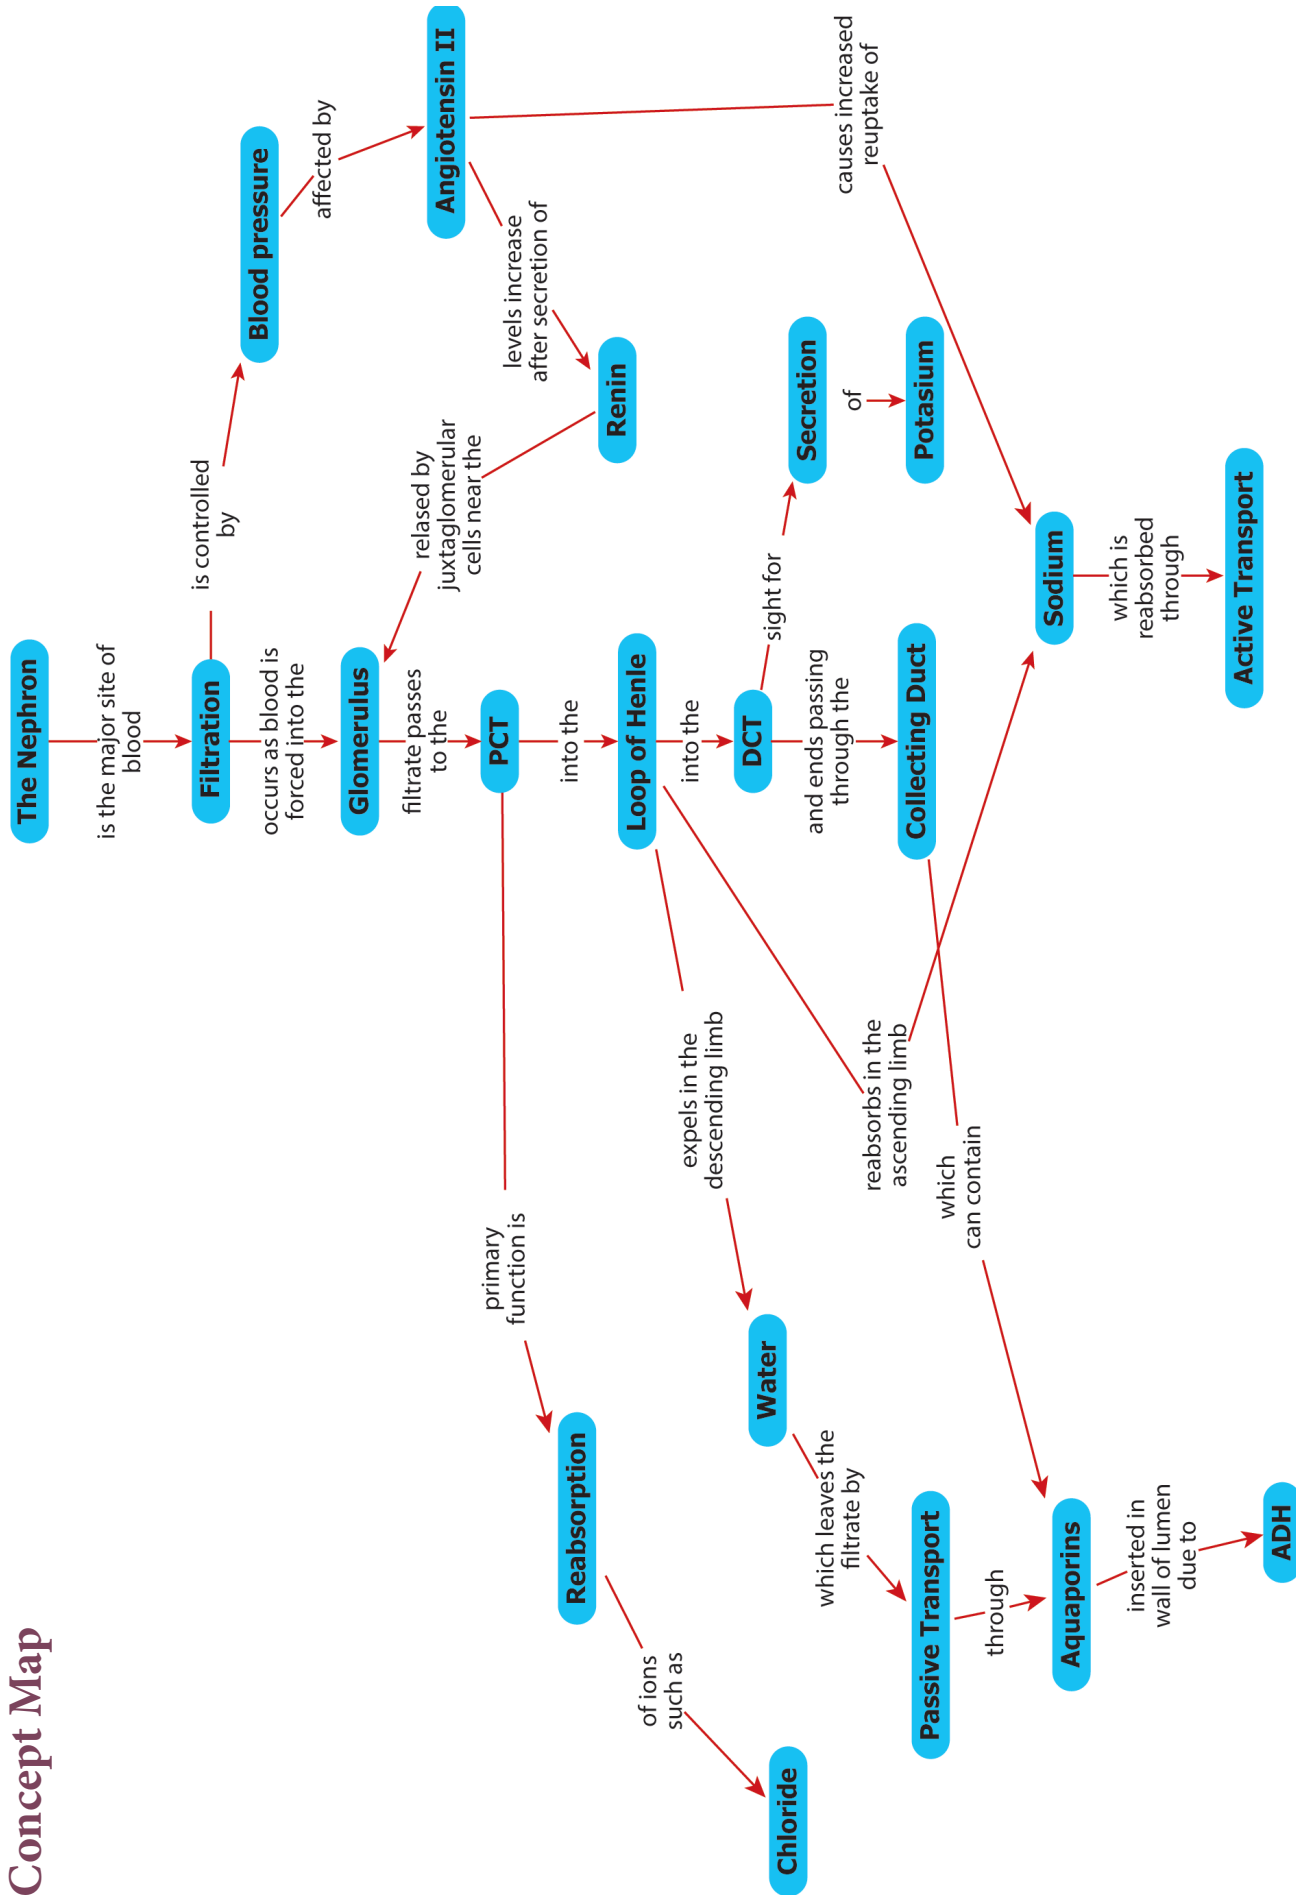 Concept Map
The Nephron
is the major site of
blood
Filtration
is controlled
by
Blood pressure
affected by
Angiotensin II
occurs as blood is
forced into the
Glomerulus
levels increase
after secretion of
Renin
relased by
juxtaglomerular
cells near the
causes increased
reuptake of
filtrate passes
to the
PCT
primary
function is
Reabsorption
of ions
such as
Chloride
into the
Loop of Henle
expels in the
descending limb
Water
which leaves the
filtrate by
Passive Transport
through
Aquaporins
inserted in
wall of lumen
due to
ADH
reabsorbs in the
ascending limb
into the
DCT
sight for
Secretion
of
Potasium
and ends passing
through the
Collecting Duct
which
can contain
Sodium
which is
reabsorbed
through
Active Transport